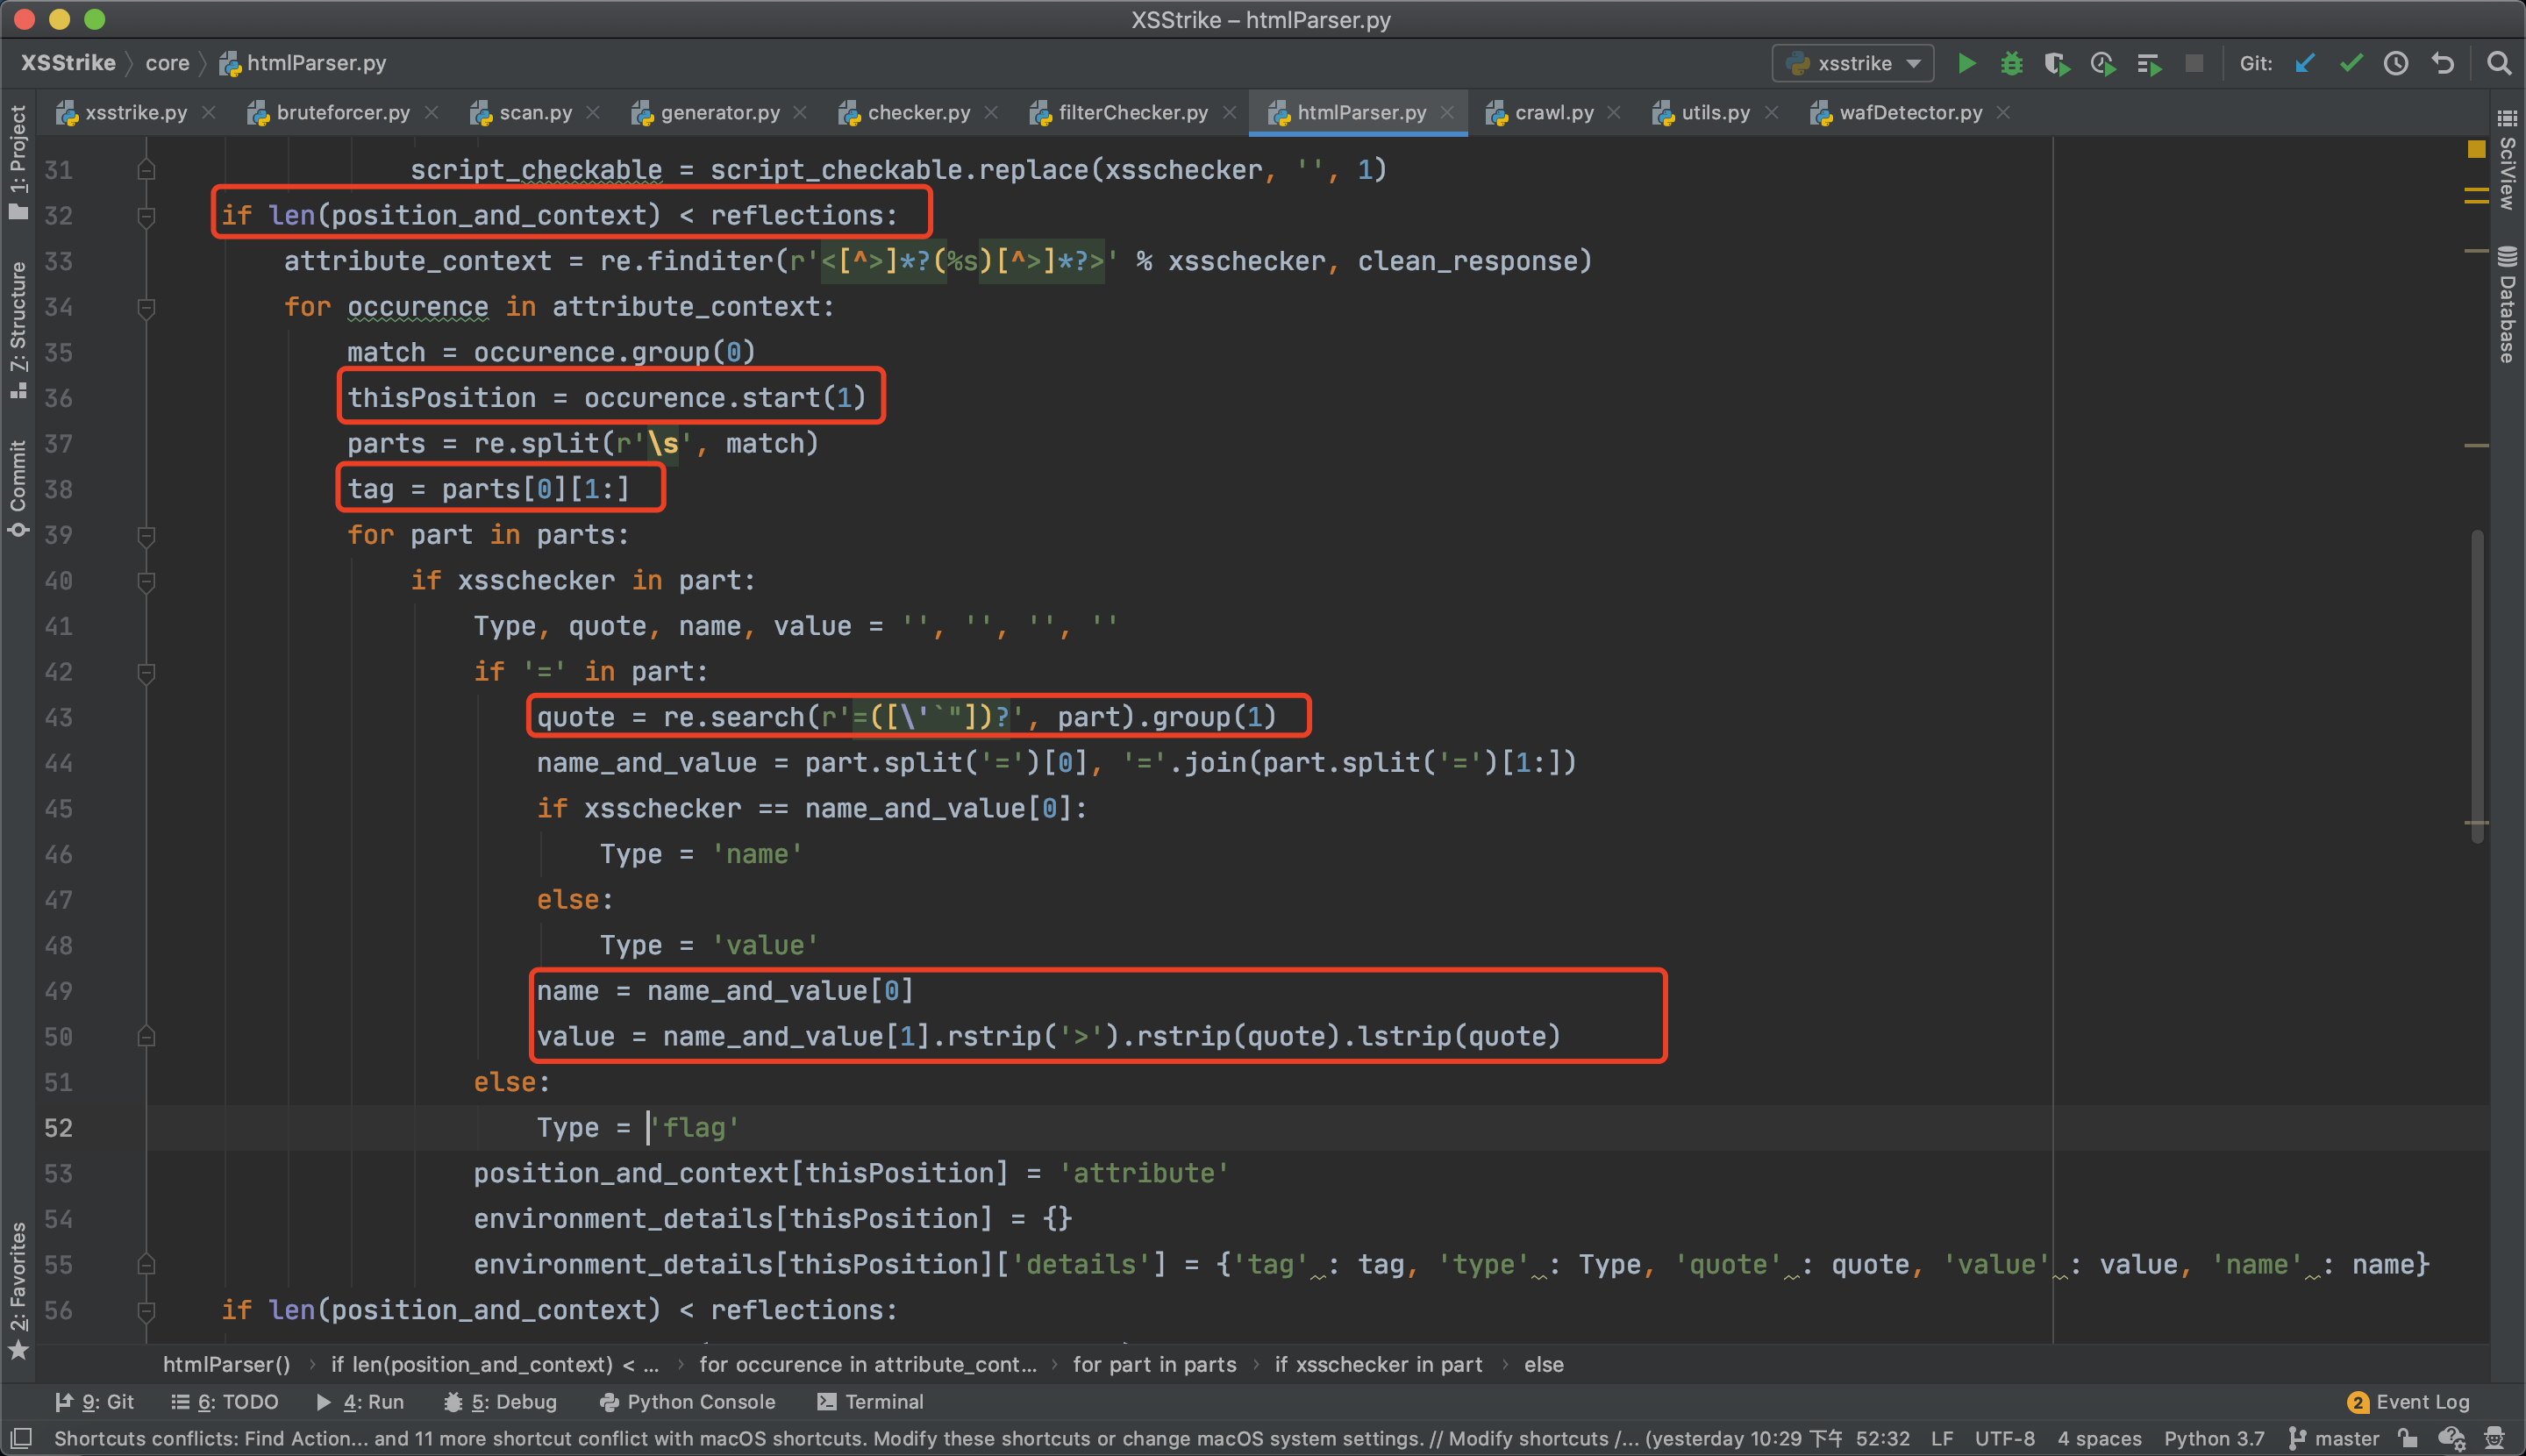 XSStrike – htmlParser.py
XSStrike core htmlParser.py xsstrike Git:
xsstrike.py bruteforcer.py scan.py generator.py checker.py filterChecker.py htmlParser.py crawl.py utils.py wafDetector.py
1: Project
Z: Structure
Commit
2: Favorites
31 script_checkable = script_checkable.replace(xsschecker, '', 1)
32 if len(position_and_context) < reflections:
33 attribute_context = re.finditer(r'<[^>]*?(%s)[^>]*?>' % xsschecker, clean_response)
34 for occurence in attribute_context:
35 match = occurence.group(0)
36 thisPosition = occurence.start(1)
37 parts = re.split(r'\s', match)
38 tag = parts[0][1:]
39 for part in parts:
40 if xsschecker in part:
41 Type, quote, name, value = '', '', '', ''
42 if '=' in part:
43 quote = re.search(r'=([\'`"])?', part).group(1)
44 name_and_value = part.split('=')[0], '='.join(part.split('=')[1:])
45 if xsschecker == name_and_value[0]:
46 Type = 'name'
47 else:
48 Type = 'value'
49 name = name_and_value[0]
50 value = name_and_value[1].rstrip('>').rstrip(quote).lstrip(quote)
51 else:
52 Type = 'flag'
53 position_and_context[thisPosition] = 'attribute'
54 environment_details[thisPosition] = {}
55 environment_details[thisPosition]['details'] = {'tag' : tag, 'type' : Type, 'quote' : quote, 'value' : value, 'name' : name}
56 if len(position_and_context) < reflections:
SciView
Database
htmlParser() › if len(position_and_context) < ... › for occurence in attribute_cont... › for part in parts › if xsschecker in part › else
9: Git 6: TODO 4: Run 5: Debug Python Console Terminal 2 Event Log
Shortcuts conflicts: Find Action... and 11 more shortcut conflict with macOS shortcuts. Modify these shortcuts or change macOS system settings. // Modify shortcuts /... (yesterday 10:29 下午 52:32 LF UTF-8 4 spaces Python 3.7 master